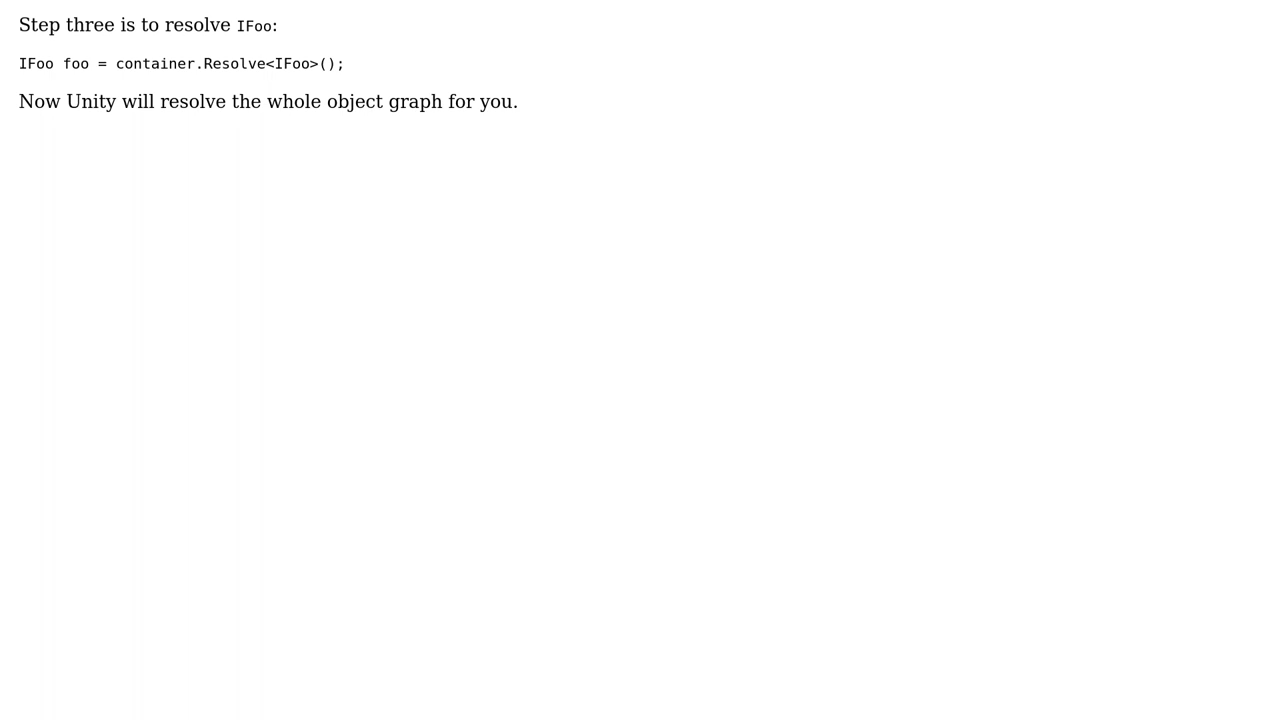 Step three is to resolve IFoo:
IFoo foo = container.Resolve<IFoo>();
Now Unity will resolve the whole object graph for you.